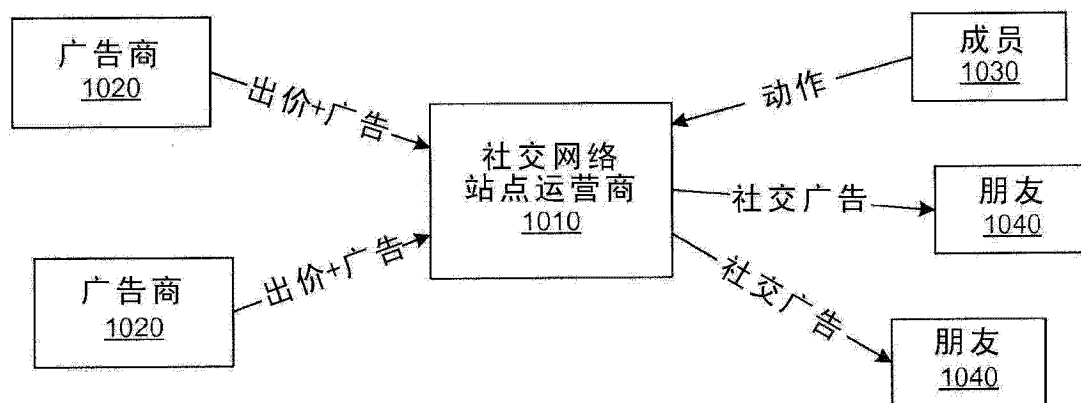 广告商
1020
出价+广告
广告商
1020
出价+广告
社交网络
站点运营商
1010
成员
1030
动作
社交广告
朋友
1040
社交广告
朋友
1040